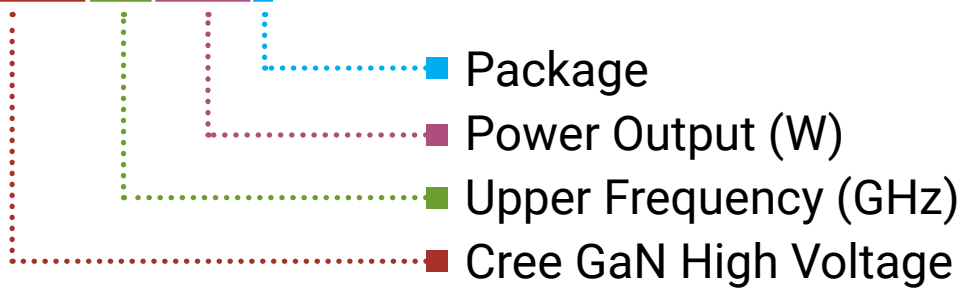 Package
Power Output (W)
Upper Frequency (GHz)
Cree GaN High Voltage